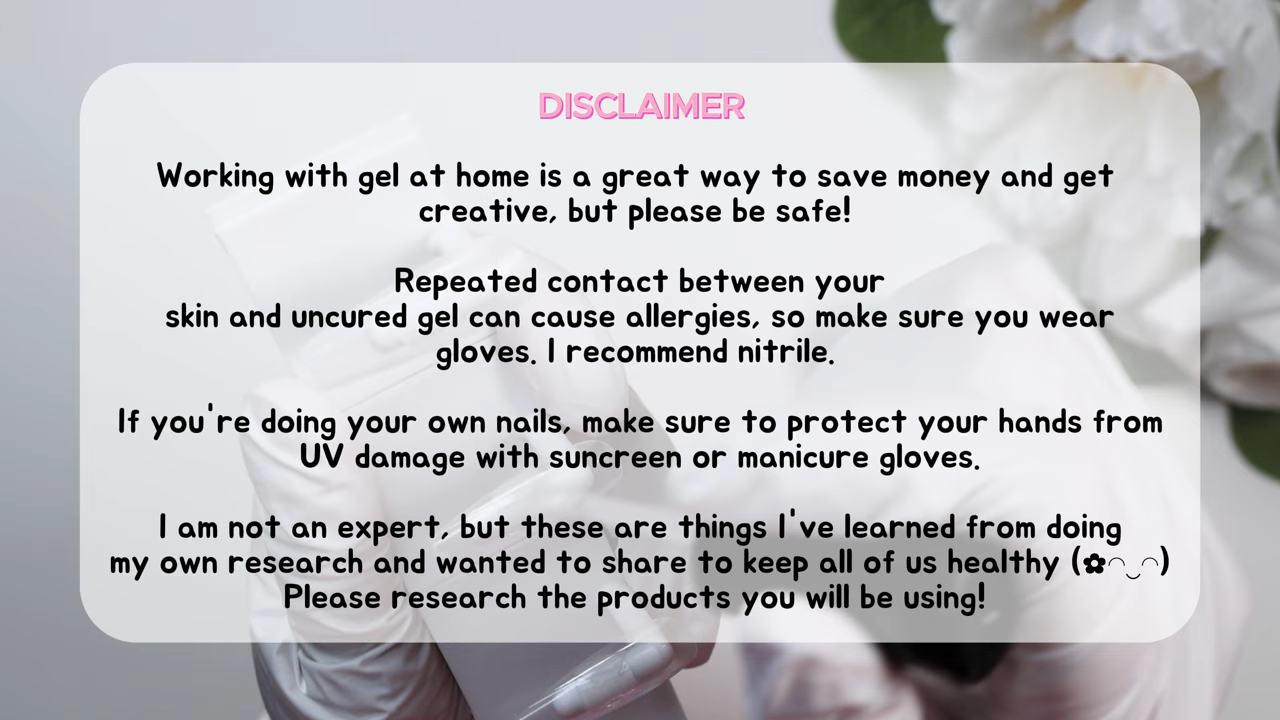 DISCLAIMER
Working with gel at home is a great way to save money and get
creative, but please be safe!
Repeated contact between your
skin and uncured gel can cause allergies, so make sure you wear
gloves. I recommend nitrile.
If you're doing your own nails, make sure to protect your hands from
UV damage with suncreen or manicure gloves.
I am not an expert, but these are things I've learned from doing
my own research and wanted to share to keep all of us healthy (✿◠‿◠)
Please research the products you will be using!